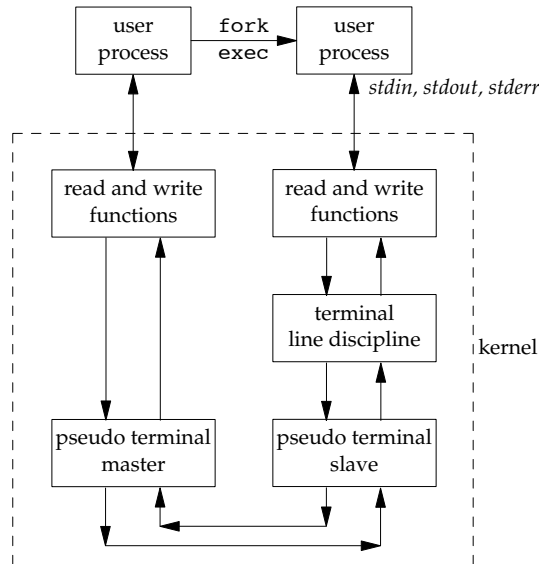 user
process
fork
exec
user
process
stdin, stdout, stderr
read and write
functions
read and write
functions
terminal
line discipline
kernel
pseudo terminal
master
pseudo terminal
slave